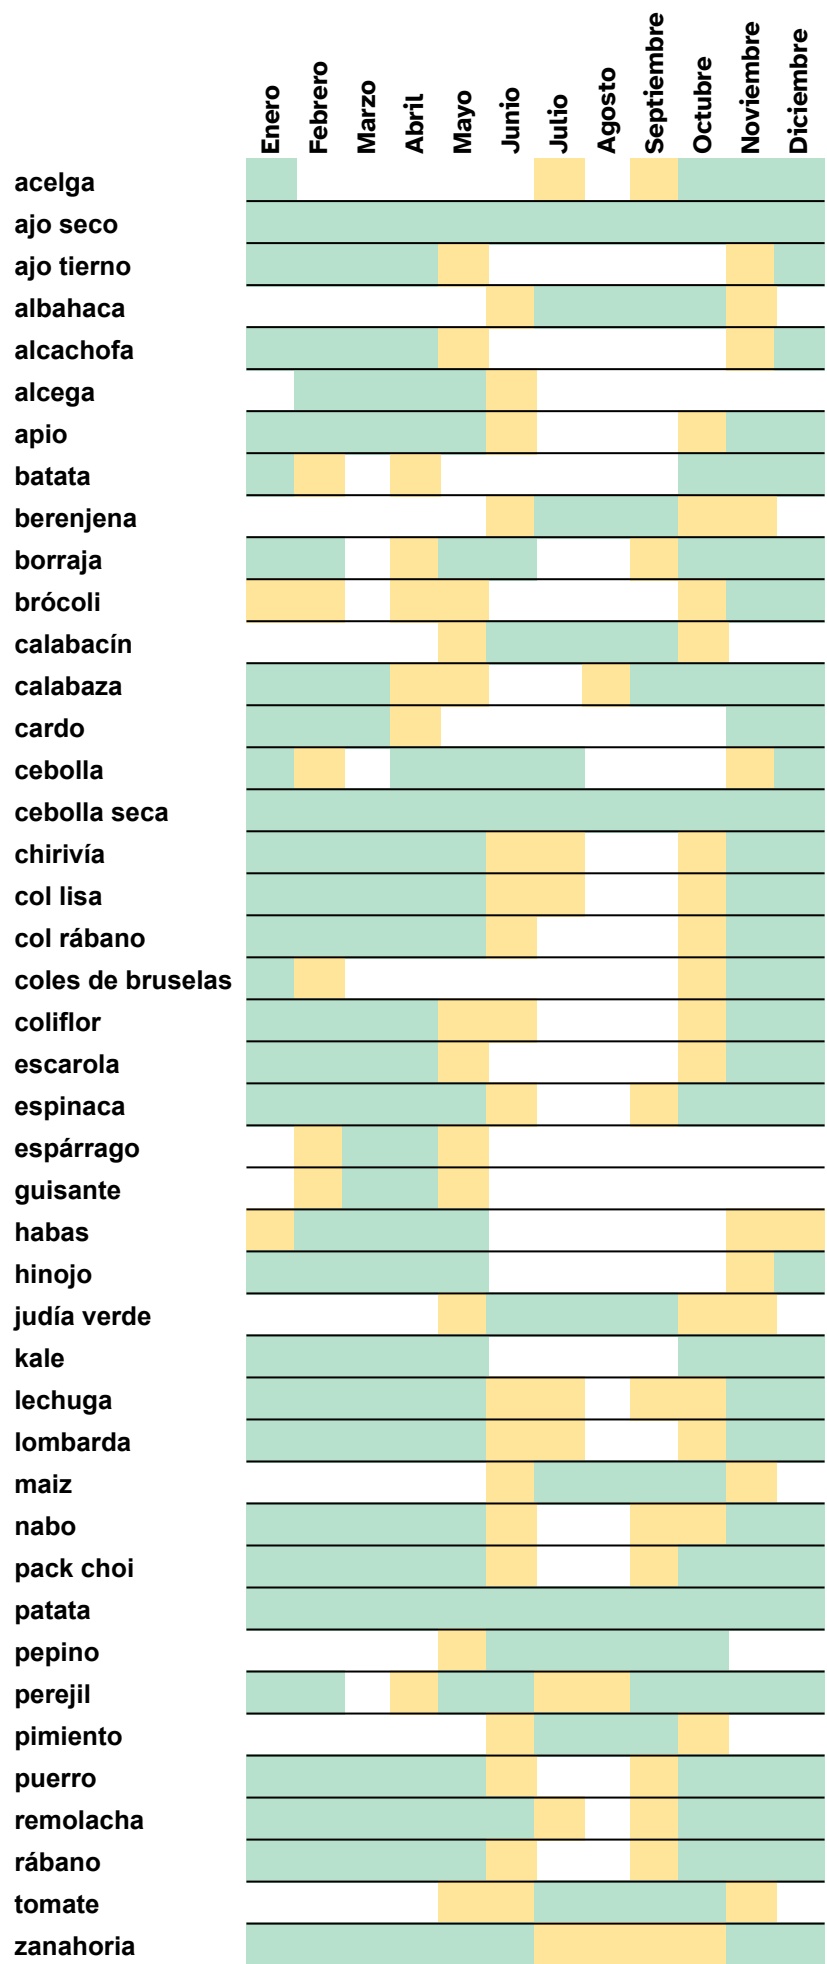 Enero
Febrero
Marzo
Abril
Mayo
Junio
Julio
Agosto
Septiembre
Octubre
Noviembre
Diciembre
acelga
ajo seco
ajo tierno
albahaca
alcachofa
alcega
apio
batata
berenjena
borraja
brócoli
calabacín
calabaza
cardo
cebolla
cebolla seca
chirivía
col lisa
col rábano
coles de bruselas
coliflor
escarola
espinaca
espárrago
guisante
habas
hinojo
judía verde
kale
lechuga
lombarda
maiz
nabo
pack choi
patata
pepino
perejil
pimiento
puerro
remolacha
rábano
tomate
zanahoria